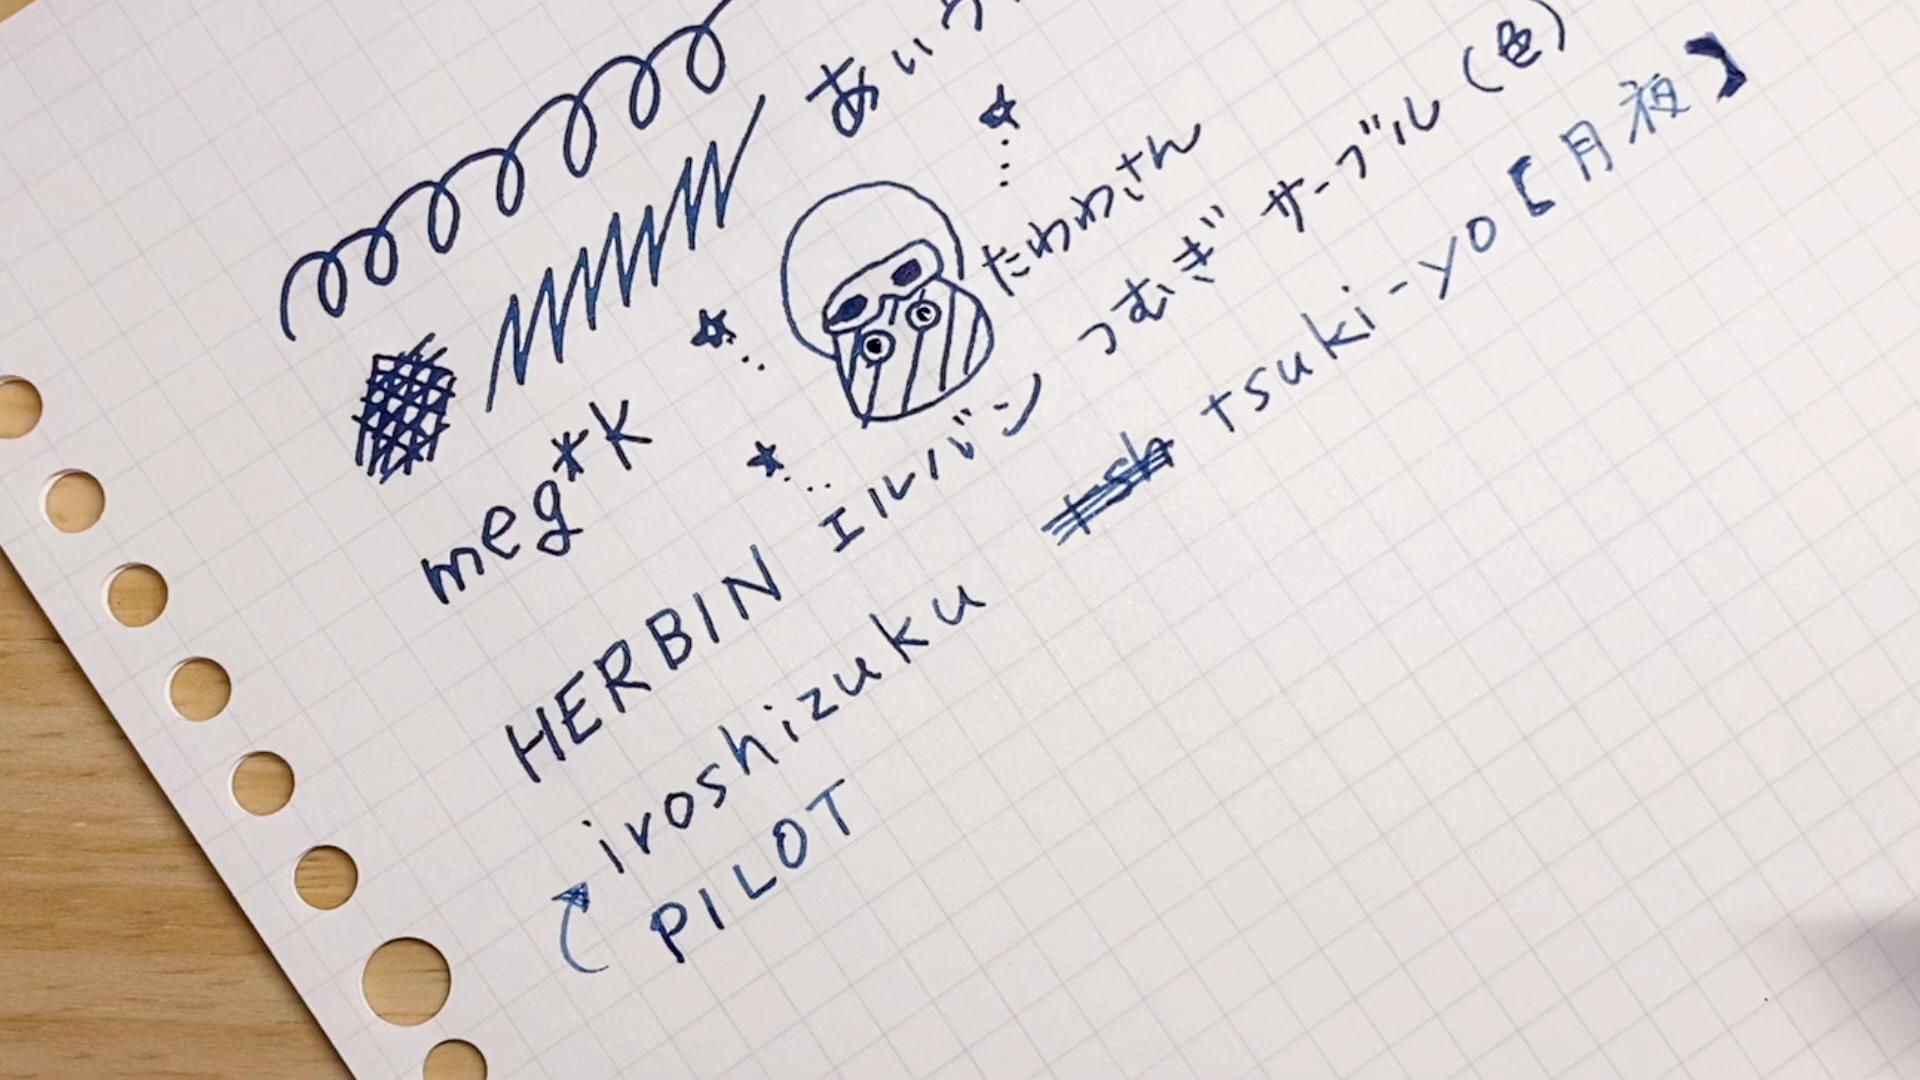 あいう
たわわさん
meg*K
HERBIN エルバン つむぎ サーブル(色)
iroshizuku tsuki-yo【月夜】
PILOT